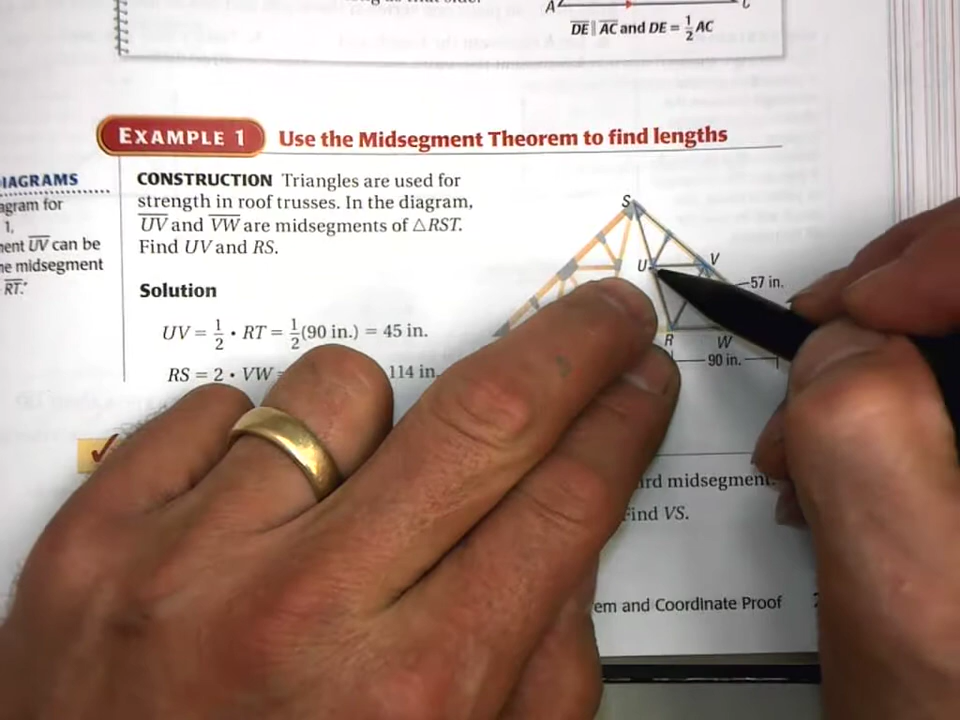 A C
DE || AC and DE = 1/2 AC
EXAMPLE 1 Use the Midsegment Theorem to find lengths
IAGRAMS
agram for
1,
ent UV can be
e midsegment
RT."
CONSTRUCTION Triangles are used for
strength in roof trusses. In the diagram,
UV and VW are midsegments of △RST.
Find UV and RS.
Solution
UV = 1/2 • RT = 1/2 (90 in.) = 45 in.
RS = 2 • VW = 114 in.
S
U V
57 in.
R W
90 in.
rd midsegment.
Find VS.
em and Coordinate Proof